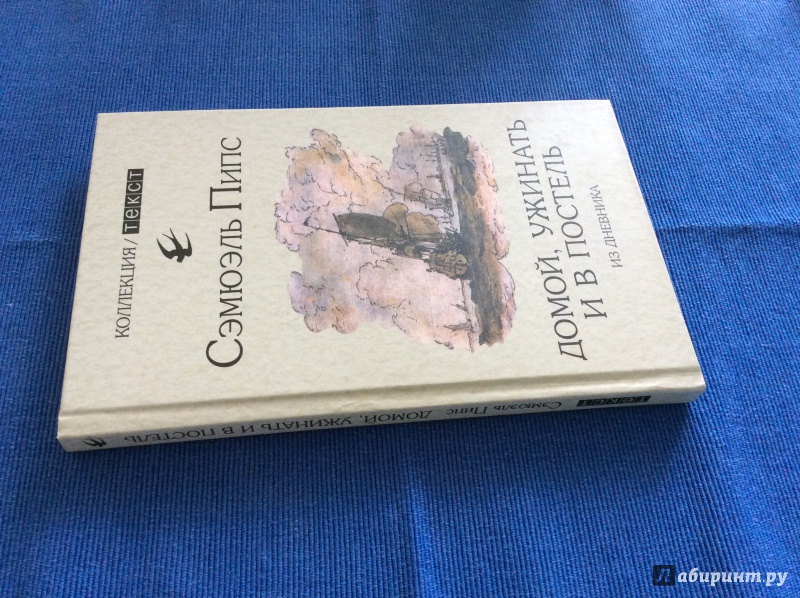 КОЛЛЕКЦИЯ / текст
Сэмюэль Пипс
ДОМОЙ, УЖИНАТЬ
И В ПОСТЕЛЬ
ИЗ ДНЕВНИКА
текст Сэмюэль Пипс ДОМОЙ, УЖИНАТЬ И В ПОСТЕЛЬ
Лабиринт.ру